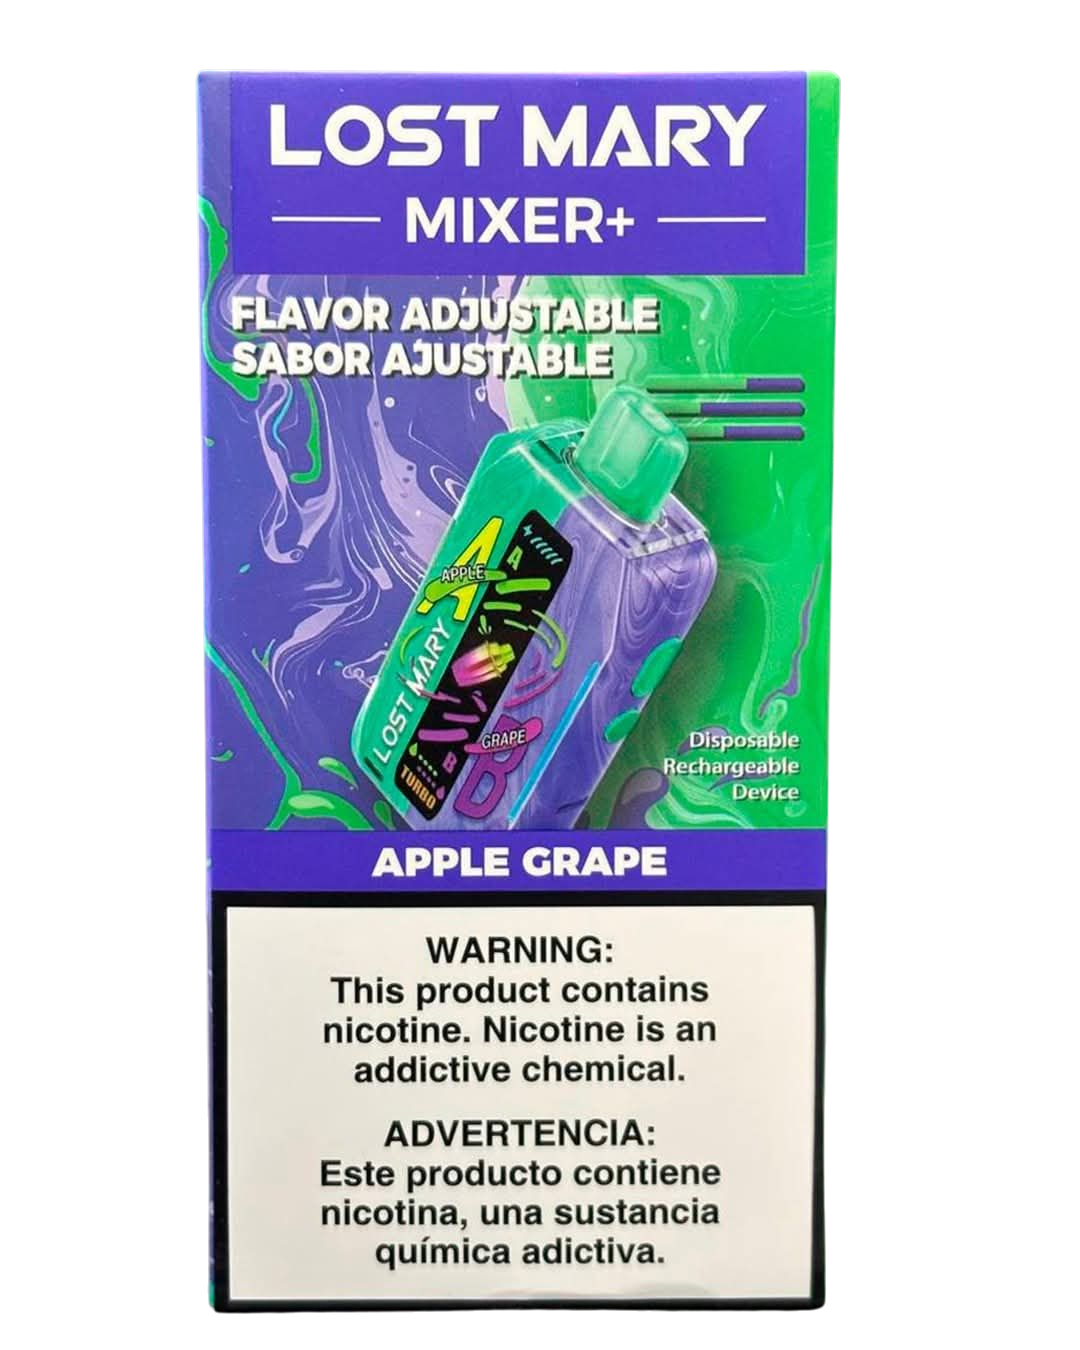 LOST MARY
MIXER+
FLAVOR ADJUSTABLE
SABOR AJUSTABLE
A
APPLE
A
LOST MARY
GRAPE
B
B
TURBO
Disposable
Rechargeable
Device
APPLE GRAPE
WARNING:
This product contains
nicotine. Nicotine is an
addictive chemical.
ADVERTENCIA:
Este producto contiene
nicotina, una sustancia
química adictiva.